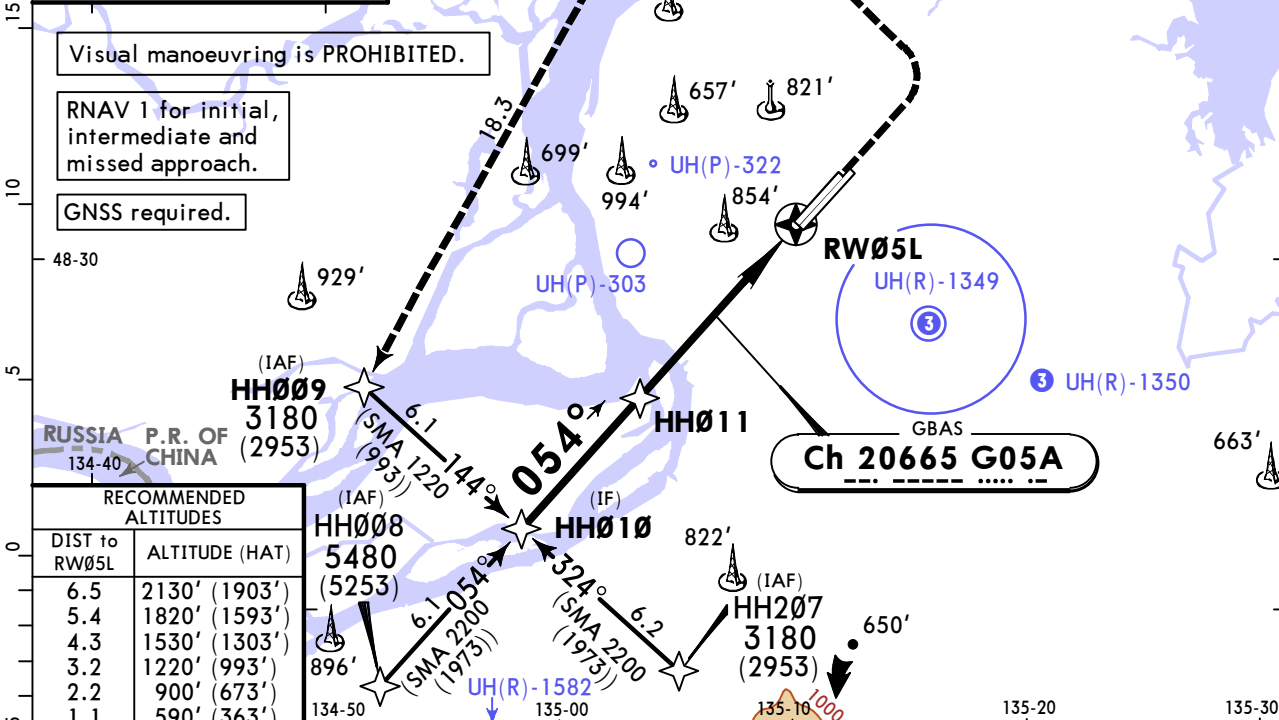 15
Visual manoeuvring is PROHIBITED.
RNAV 1 for initial,
intermediate and
missed approach.
GNSS required.
18.3
657'
821'
699'
994'
UH(P)-322
854'
10
48-30
RWØ5L
UH(P)-303
UH(R)-1349
3
929'
5
(IAF)
HHØØ9
3180
(2953)
3 UH(R)-1350
6.1
(SMA 1220
(993))
144°
054°
HHØ11
GBAS
Ch 20665 G05A
663'
RUSSIA
P.R. OF
CHINA
134-40
RECOMMENDED
ALTITUDES
DIST to
RWØ5L
ALTITUDE (HAT)
6.5 2130' (1903')
5.4 1820' (1593')
4.3 1530' (1303')
3.2 1220' (993')
2.2 900' (673')
1.1 590' (363')
0
(IAF)
HHØØ8
5480
(5253)
(IF)
HHØ1Ø
6.1
054°
(SMA 2200
(1973))
324°
6.2
(SMA 2200
(1973))
822'
(IAF)
HH2Ø7
3180
(2953)
650'
896'
UH(R)-1582
1000
134-50
135-00
135-10
135-20
135-30